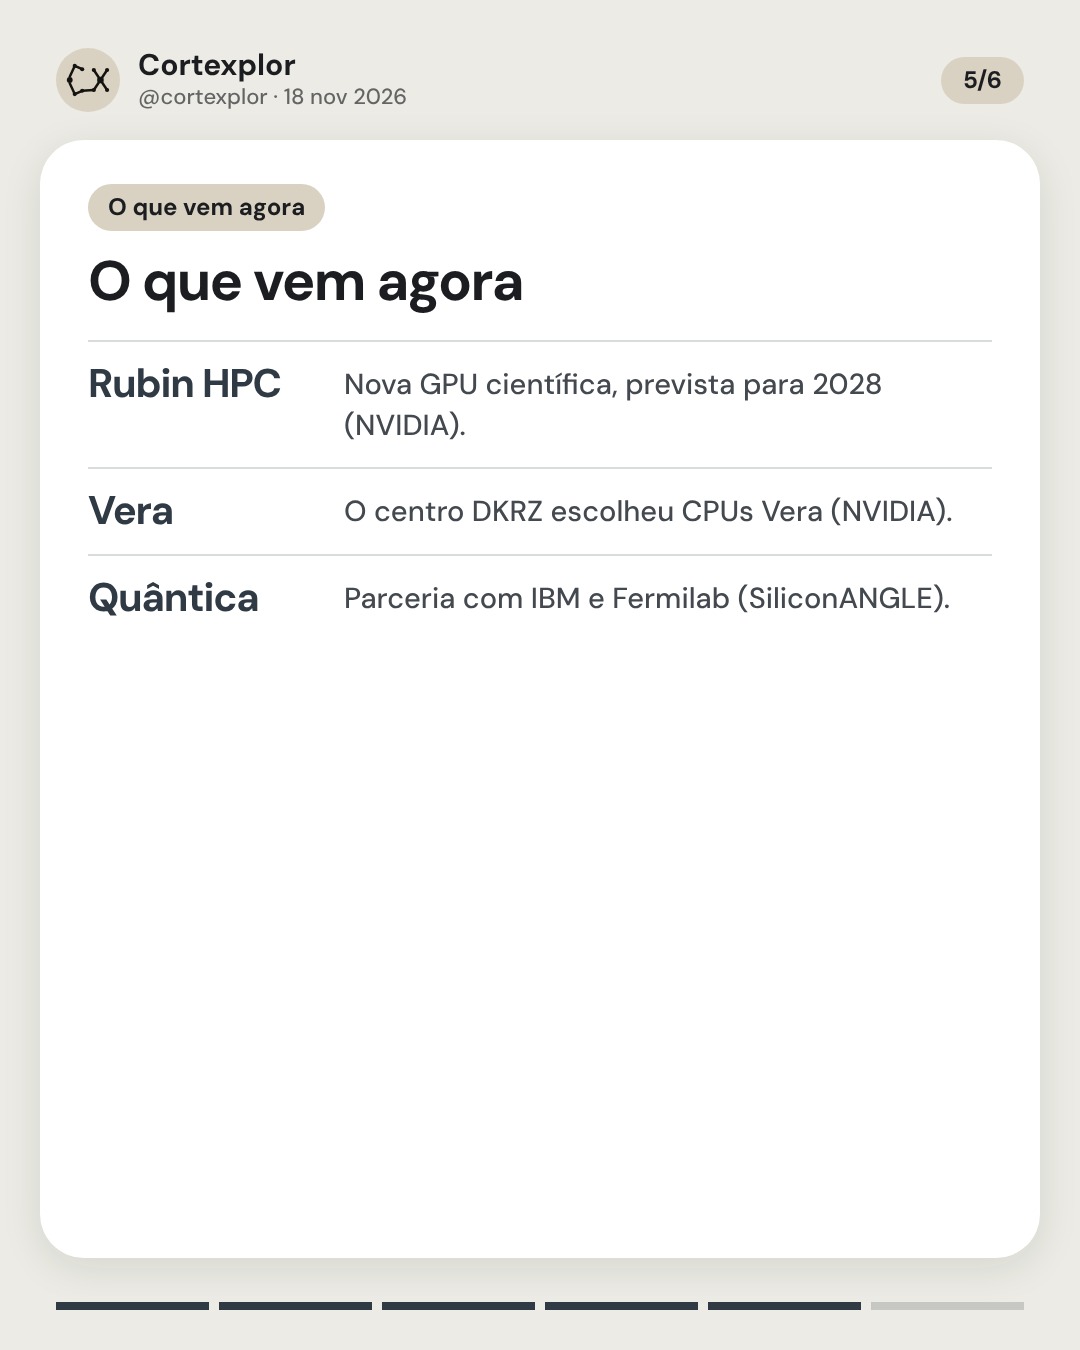 Cortexplor
@cortexplor · 18 nov 2026
5/6
O que vem agora
O que vem agora
Rubin HPC
Nova GPU científica, prevista para 2028
(NVIDIA).
Vera
O centro DKRZ escolheu CPUs Vera (NVIDIA).
Quântica
Parceria com IBM e Fermilab (SiliconANGLE).